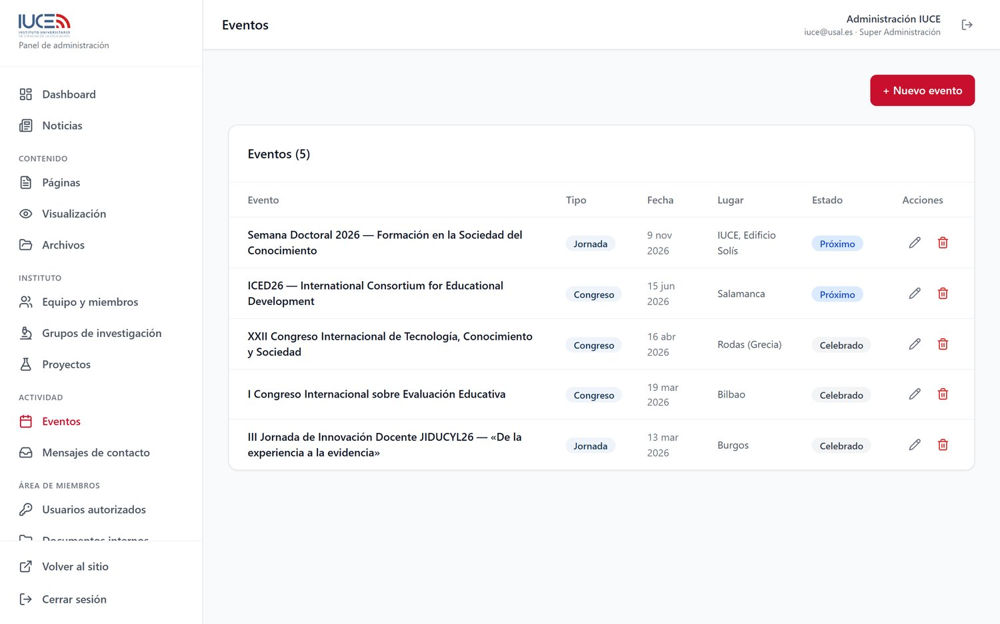 IUCE
INSTITUTO UNIVERSITARIO
DE CIENCIAS DE LA EDUCACIÓN
Panel de administración
Dashboard
Noticias
CONTENIDO
Páginas
Visualización
Archivos
INSTITUTO
Equipo y miembros
Grupos de investigación
Proyectos
ACTIVIDAD
Eventos
Mensajes de contacto
ÁREA DE MIEMBROS
Usuarios autorizados
Documentos internos
Volver al sitio
Cerrar sesión
Eventos
Administración IUCE
iuce@usal.es · Super Administración
+ Nuevo evento
Eventos (5)
Evento Tipo Fecha Lugar Estado Acciones
Semana Doctoral 2026 — Formación en la Sociedad del
Conocimiento
Jornada
9 nov
2026
IUCE, Edificio
Solís
Próximo
ICED26 — International Consortium for Educational
Development
Congreso
15 jun
2026
Salamanca
Próximo
XXII Congreso Internacional de Tecnología, Conocimiento
y Sociedad
Congreso
16 abr
2026
Rodas (Grecia)
Celebrado
I Congreso Internacional sobre Evaluación Educativa
Congreso
19 mar
2026
Bilbao
Celebrado
III Jornada de Innovación Docente JIDUCYL26 — «De la
experiencia a la evidencia»
Jornada
13 mar
2026
Burgos
Celebrado